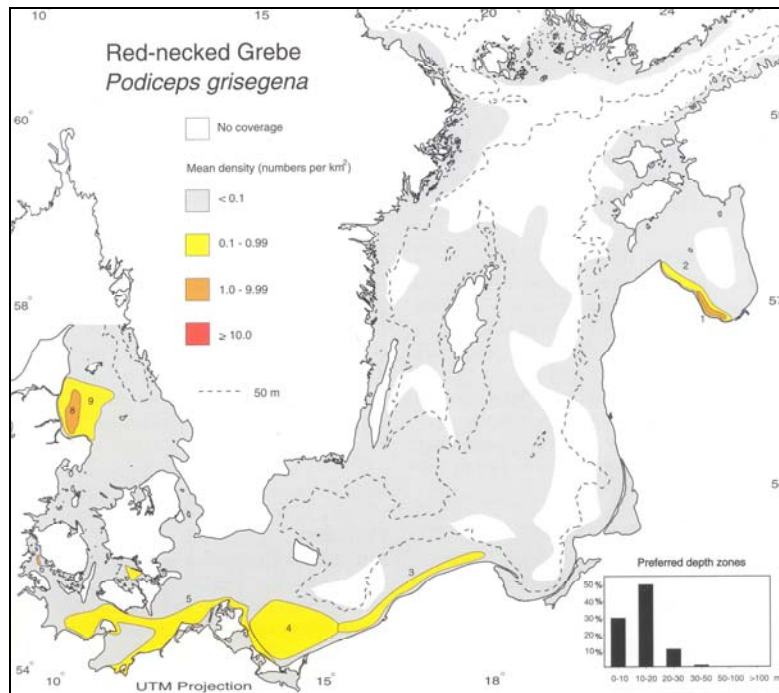 10 15 20
Red-necked Grebe
Podiceps grisegena
60°
No coverage
Mean density (numbers per km²)
< 0.1
0.1 - 0.99
1.0 - 9.99
≥ 10.0
50 m
58
2
57
1
9
8
3
5
4
Preferred depth zones
50%
40%
30%
20%
10%
0-10 10-20 20-30 30-50 50-100 >100 m
54°
10 15 18
UTM Projection